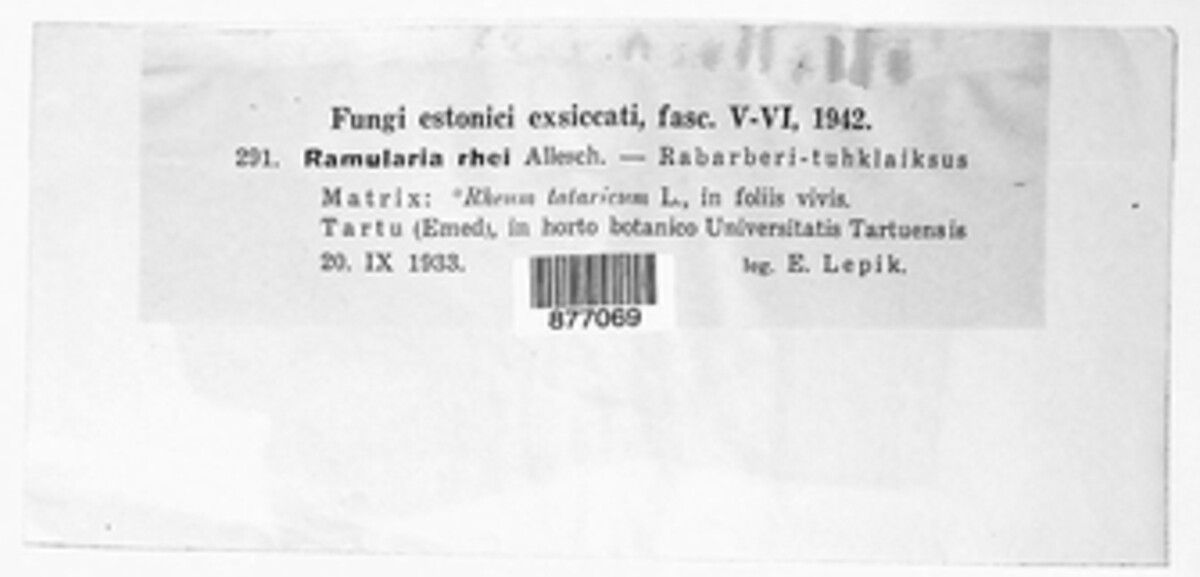 Fungi estonici exsiccati, fasc. V-VI, 1942.
291. Ramularia rhei Allesch. — Rabarberi-tuhklaiksus
Matrix: *Rheum tataricum L., in foliis vivis.
Tartu (Emed), in horto botanico Universitatis Tartuensis
20. IX 1933. leg. E. Lepik.
877069